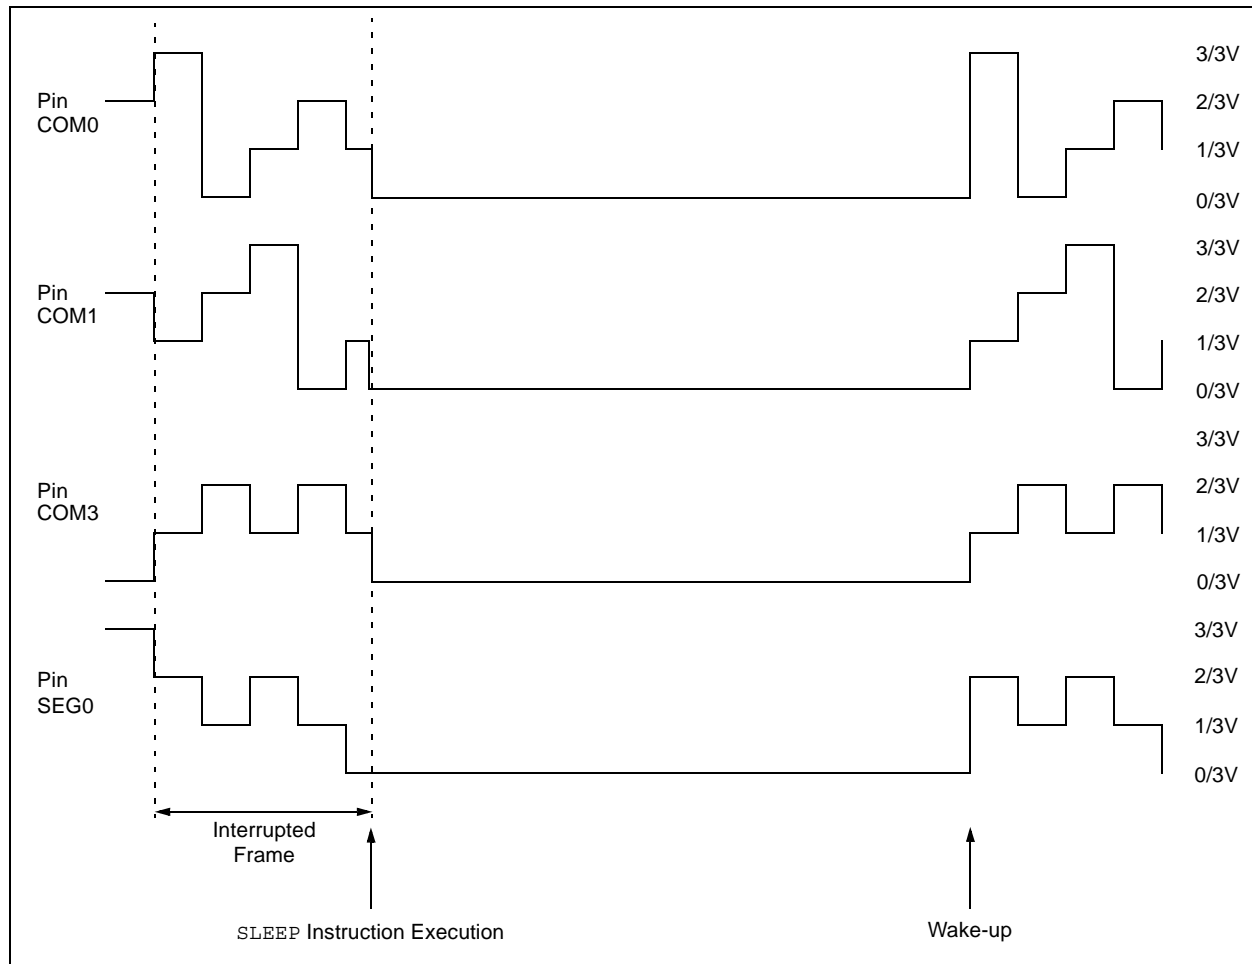 3/3V
Pin
COM0
2/3V
1/3V
0/3V
3/3V
Pin
COM1
2/3V
1/3V
0/3V
3/3V
Pin
COM3
2/3V
1/3V
0/3V
3/3V
Pin
SEG0
2/3V
1/3V
0/3V
Interrupted
Frame
SLEEP Instruction Execution
Wake-up